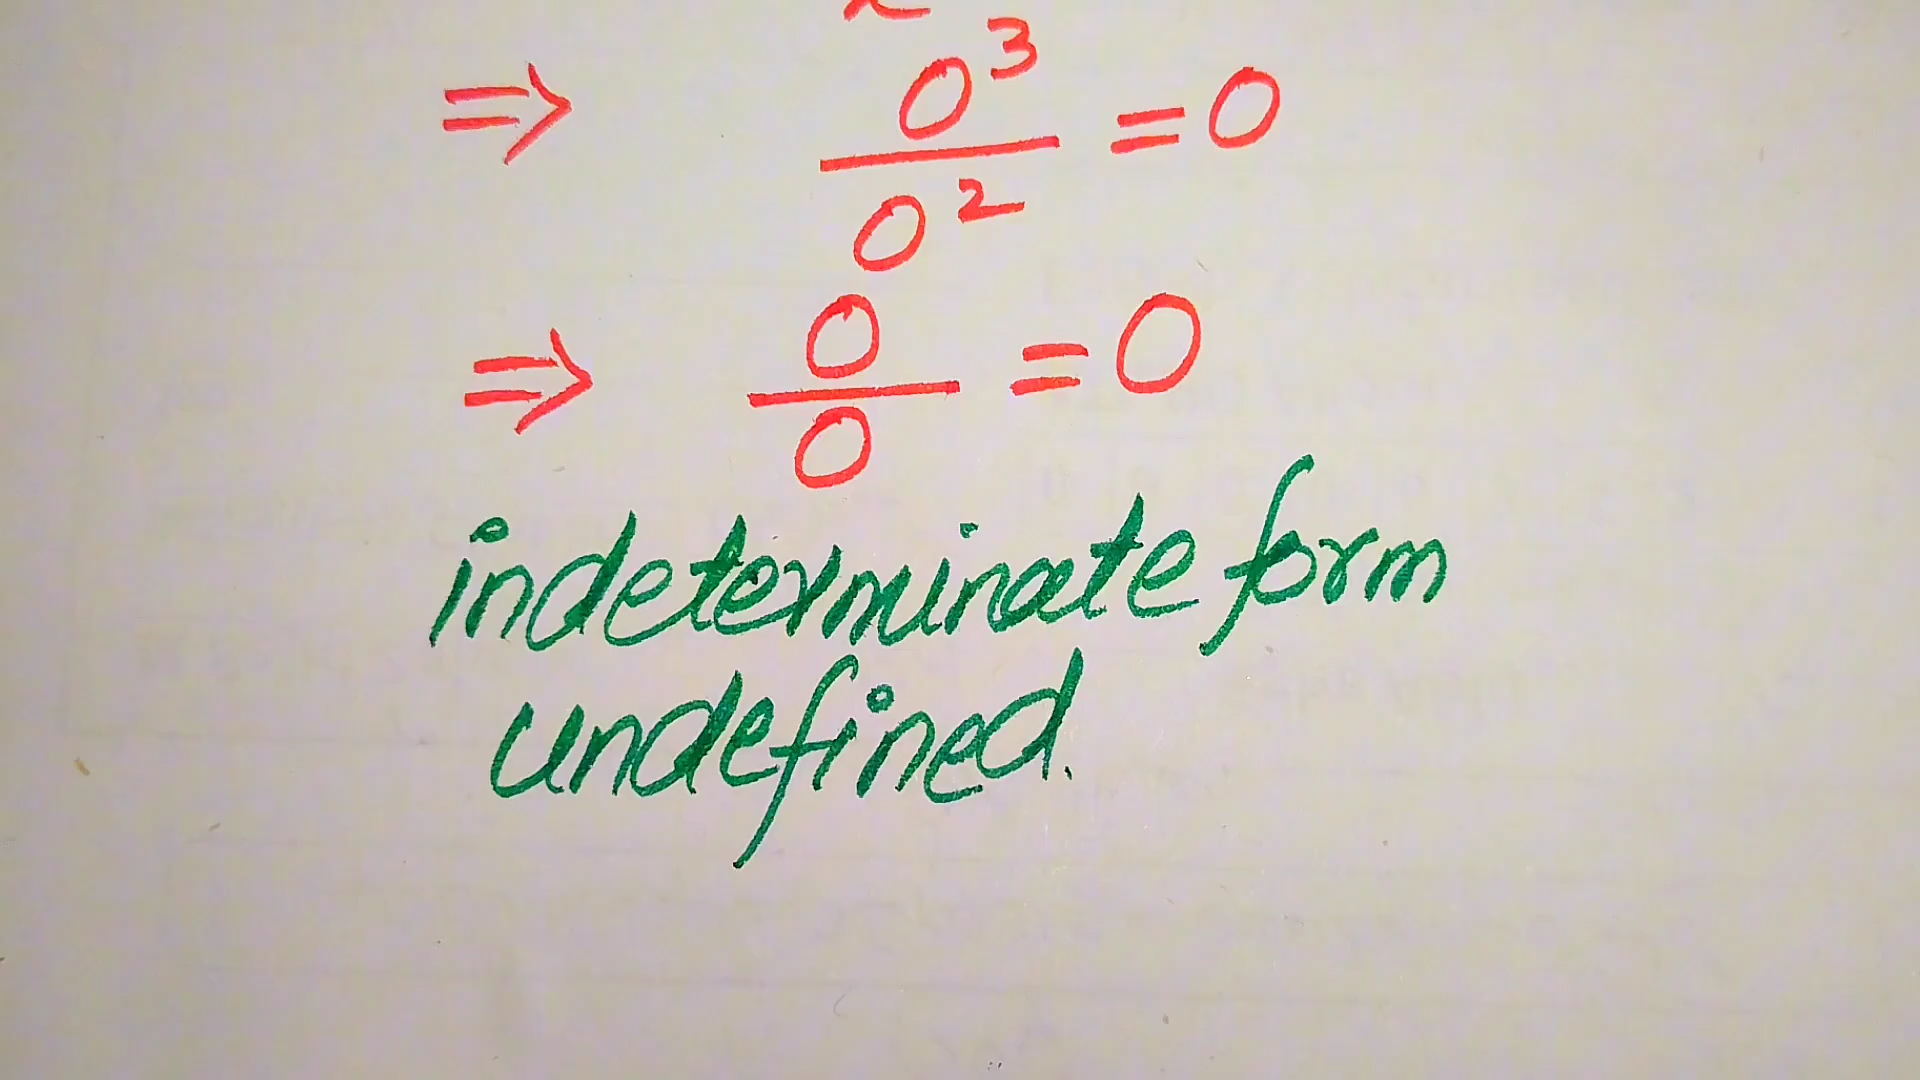 ⇒ 0³/0² = 0
⇒ 0/0 = 0
indeterminate form
undefined.